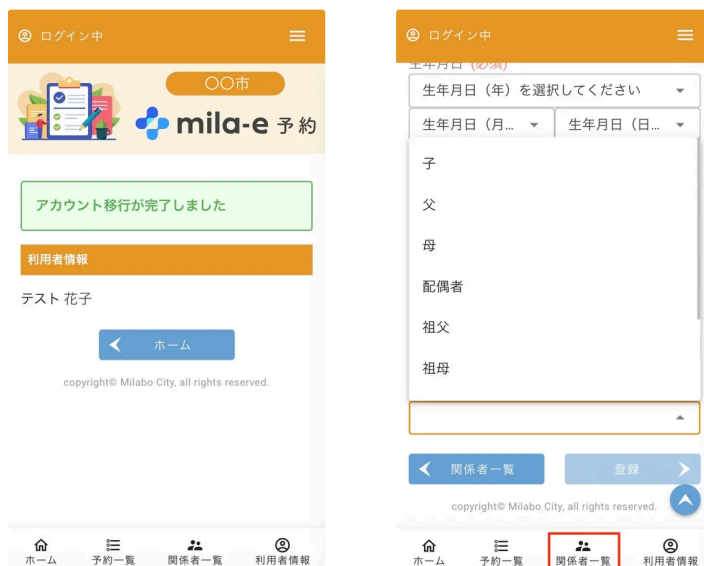 ログイン中
〇〇市
mila-e 予約
アカウント移行が完了しました
利用者情報
テスト 花子
ホーム
copyright© Milabo City, all rights reserved.
ホーム
予約一覧
関係者一覧
利用者情報
ログイン中
生年月日 (必須)
生年月日（年）を選択してください
生年月日（月...
生年月日（日...
子
父
母
配偶者
祖父
祖母
関係者一覧
登録
copyright© Milabo City, all rights reserved.
ホーム
予約一覧
関係者一覧
利用者情報